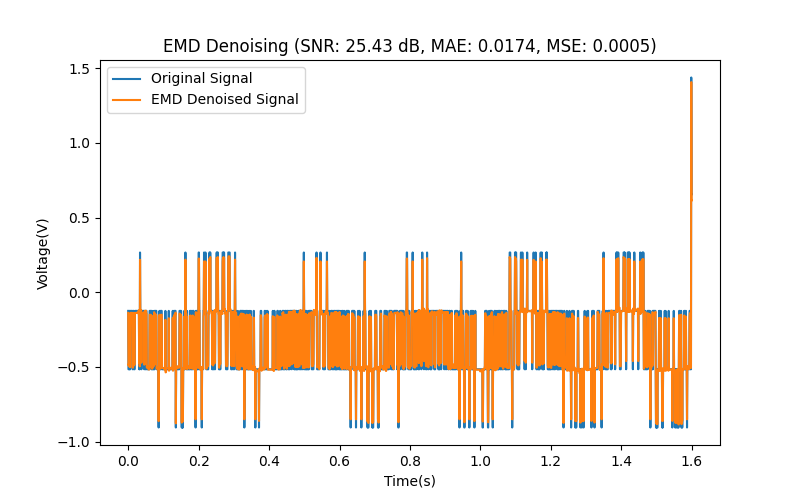 EMD Denoising (SNR: 25.43 dB, MAE: 0.0174, MSE: 0.0005)
Original Signal
EMD Denoised Signal
1.5
1.0
0.5
0.0
−0.5
−1.0
Voltage(V)
0.0 0.2 0.4 0.6 0.8 1.0 1.2 1.4 1.6
Time(s)